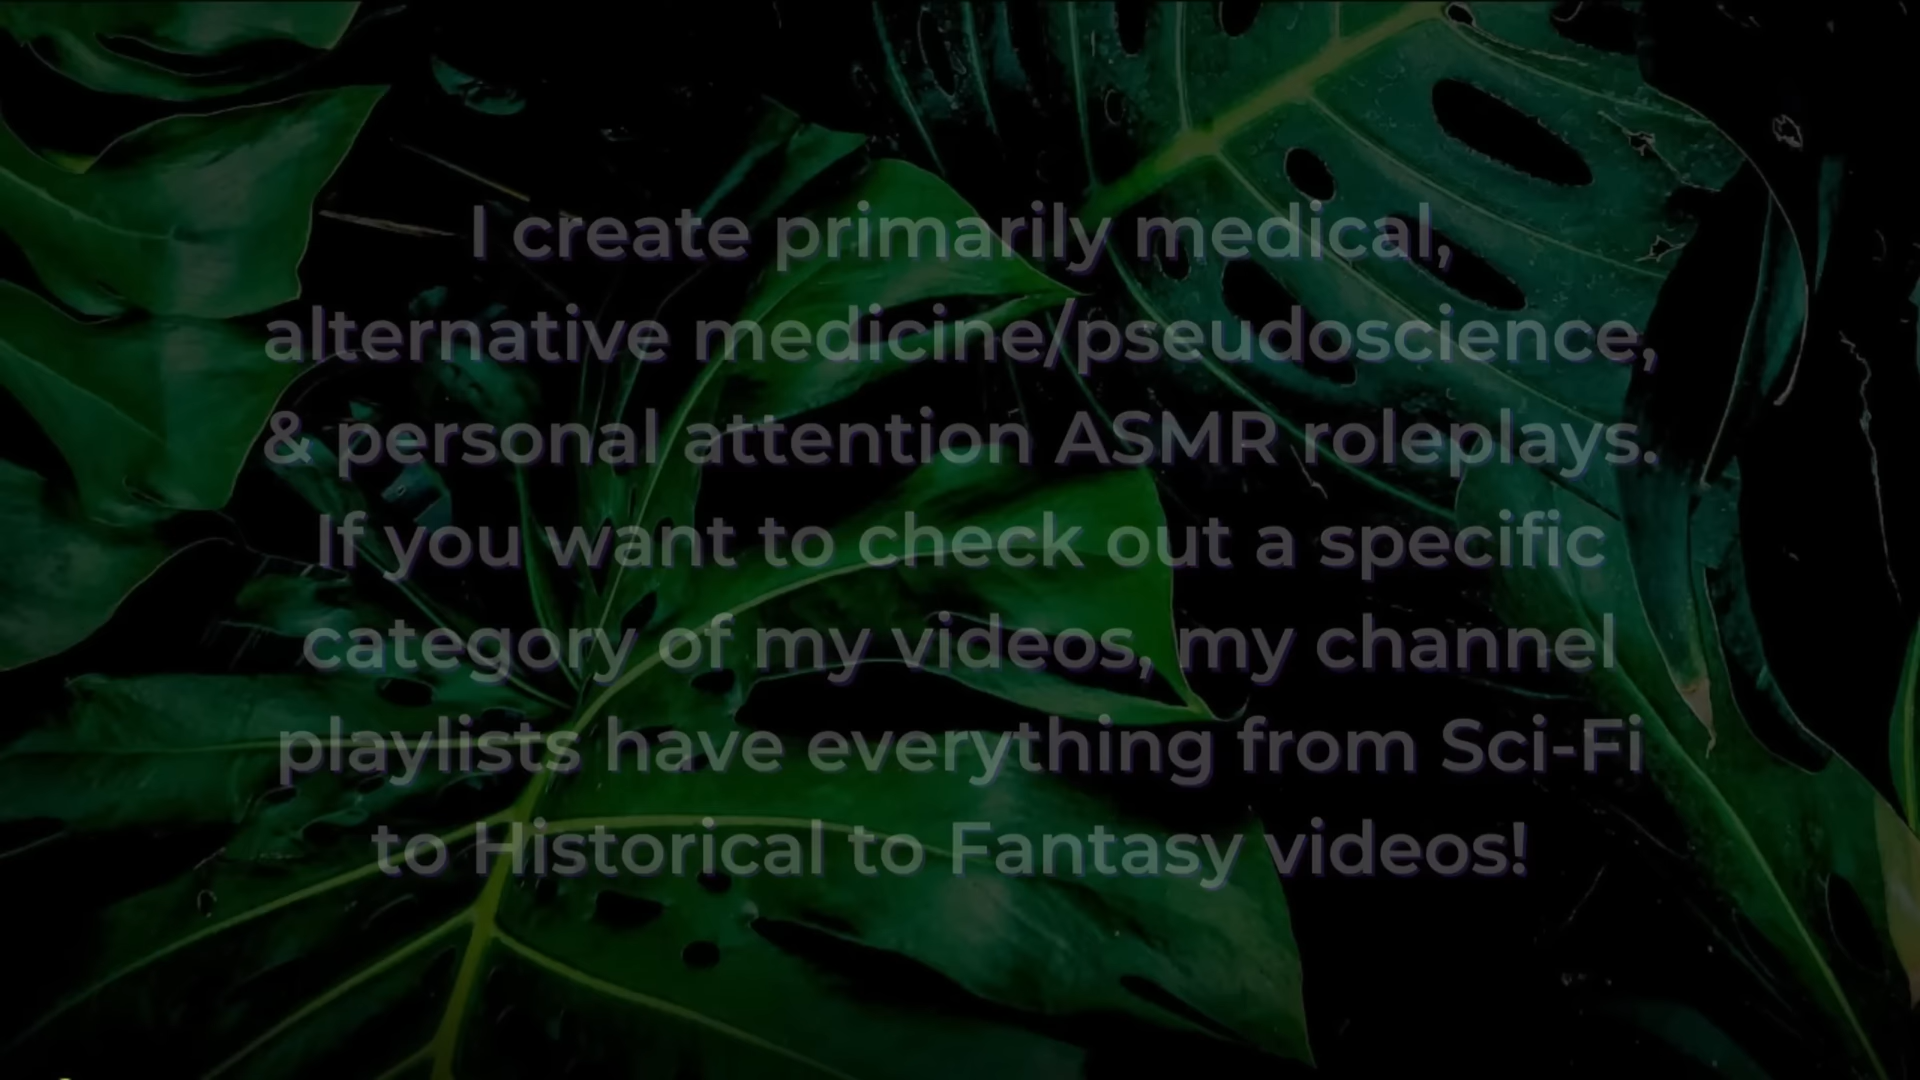 I create primarily medical,
alternative medicine/pseudoscience,
& personal attention ASMR roleplays.
If you want to check out a specific
category of my videos, my channel
playlists have everything from Sci-Fi
to Historical to Fantasy videos!